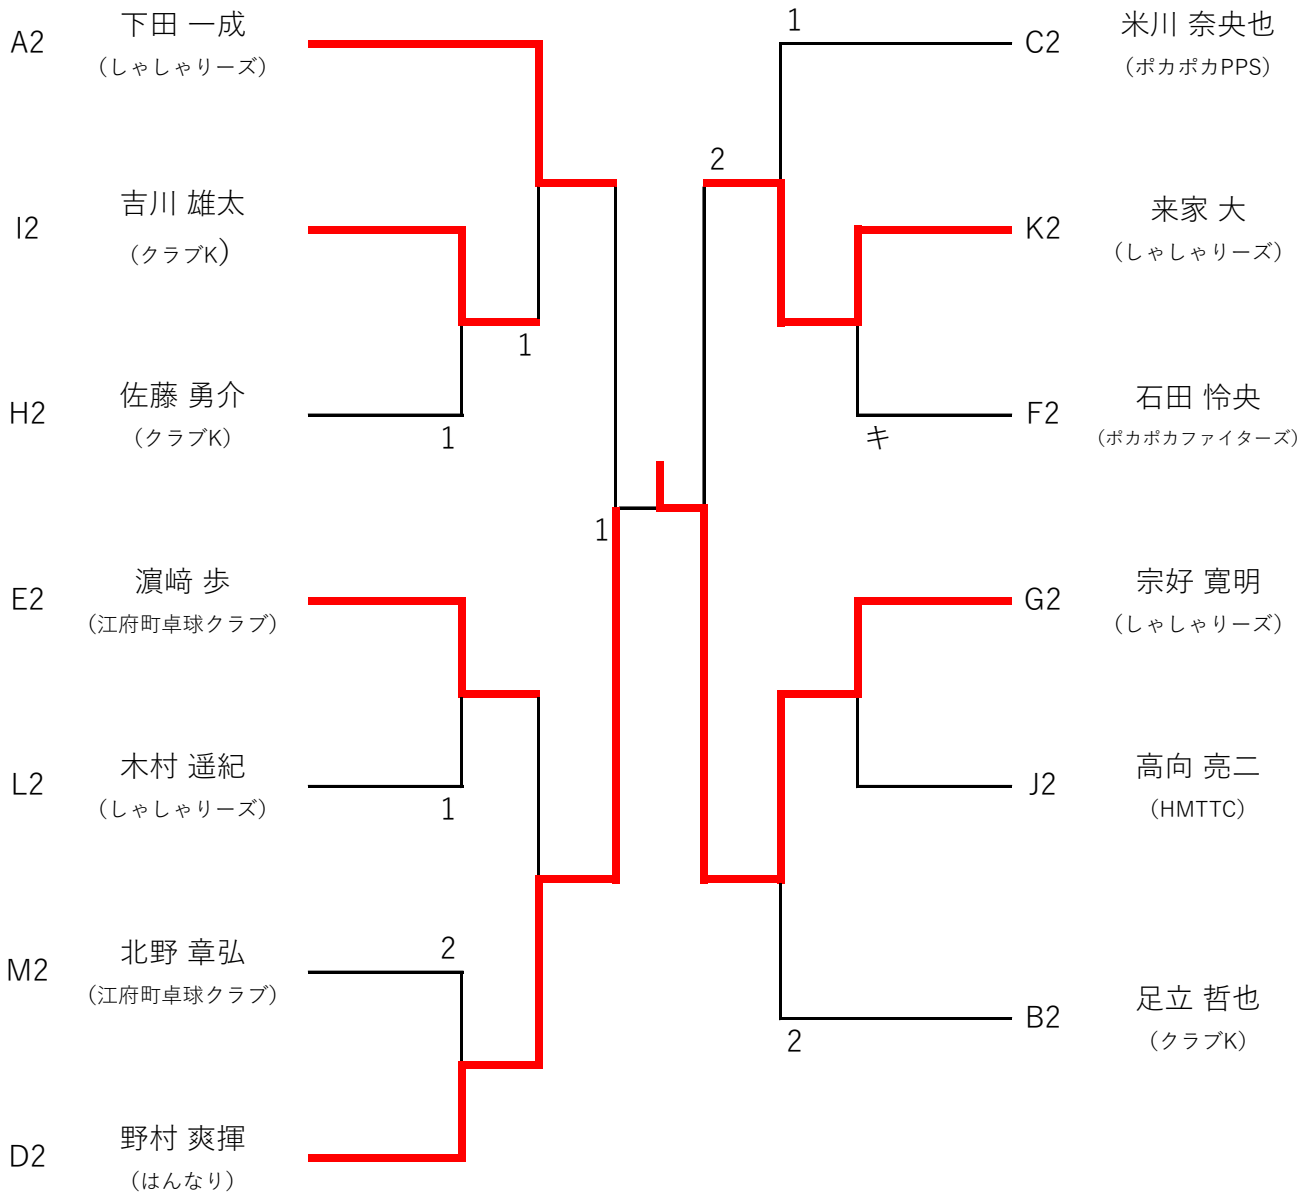 A2
下田 一成
(しゃしゃりーズ)
I2
吉川 雄太
(クラブK)
1
H2
佐藤 勇介
(クラブK)
1
1
E2
濵﨑 歩
(江府町卓球クラブ)
L2
木村 遥紀
(しゃしゃりーズ)
1
M2
北野 章弘
(江府町卓球クラブ)
2
D2
野村 爽揮
(はんなり)
1
C2
米川 奈央也
(ポカポカPPS)
2
K2
来家 大
(しゃしゃりーズ)
F2
石田 怜央
(ポカポカファイターズ)
キ
G2
宗好 寛明
(しゃしゃりーズ)
J2
高向 亮二
(HMTTC)
B2
足立 哲也
(クラブK)
2